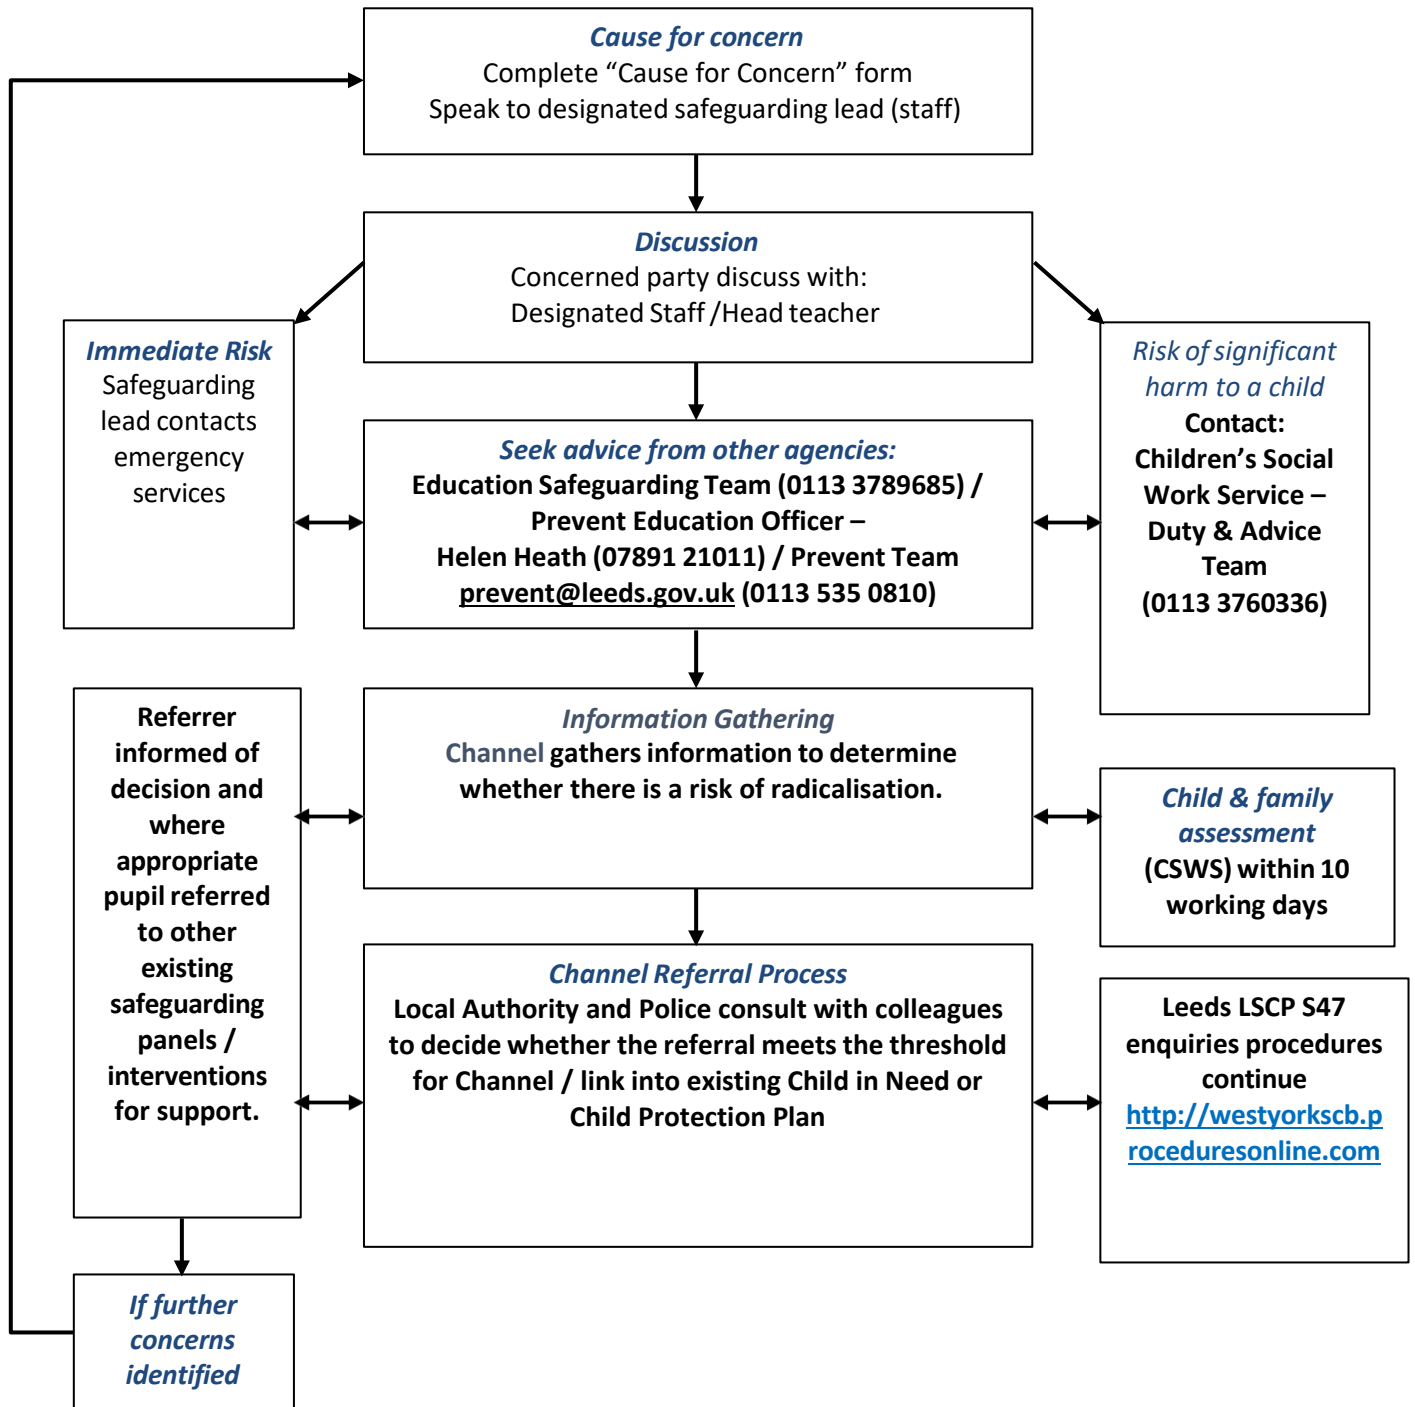 Cause for concern
Complete “Cause for Concern” form
Speak to designated safeguarding lead (staff)
Discussion
Concerned party discuss with:
Designated Staff /Head teacher
Immediate Risk
Safeguarding
lead contacts
emergency
services
Seek advice from other agencies:
Education Safeguarding Team (0113 3789685) /
Prevent Education Officer –
Helen Heath (07891 21011) / Prevent Team
prevent@leeds.gov.uk (0113 535 0810)
Risk of significant
harm to a child
Contact:
Children’s Social
Work Service –
Duty & Advice
Team
(0113 3760336)
Referrer
informed of
decision and
where
appropriate
pupil referred
to other
existing
safeguarding
panels /
interventions
for support.
Information Gathering
Channel gathers information to determine
whether there is a risk of radicalisation.
Child & family
assessment
(CSWS) within 10
working days
Channel Referral Process
Local Authority and Police consult with colleagues
to decide whether the referral meets the threshold
for Channel / link into existing Child in Need or
Child Protection Plan
Leeds LSCP S47
enquiries procedures
continue
http://westyorkscb.p
roceduresonline.com
If further
concerns
identified